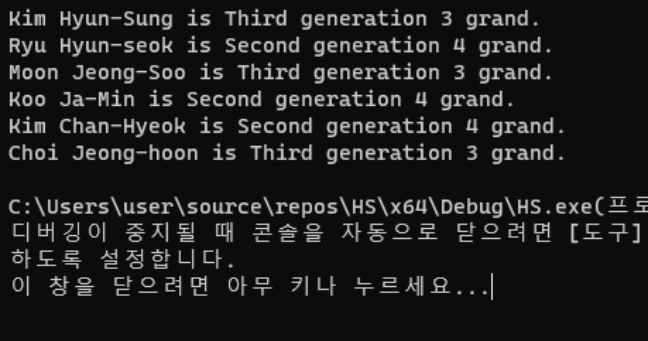 Kim Hyun-Sung is Third generation 3 grand.
Ryu Hyun-seok is Second generation 4 grand.
Moon Jeong-Soo is Third generation 3 grand.
Koo Ja-Min is Second generation 4 grand.
Kim Chan-Hyeok is Second generation 4 grand.
Choi Jeong-hoon is Third generation 3 grand.
C:\Users\user\source\repos\HS\x64\Debug\HS.exe(프로
디버깅이 중지될 때 콘솔을 자동으로 닫으려면 [도구]
하도록 설정합니다.
이 창을 닫으려면 아무 키나 누르세요...